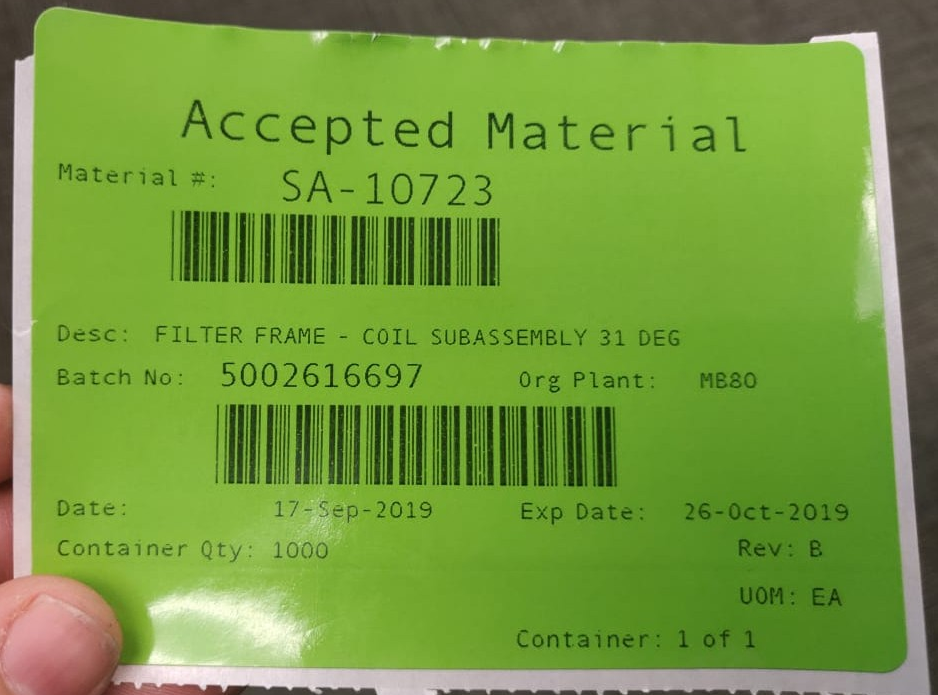 Accepted Material
Material #: SA-10723
Desc: FILTER FRAME - COIL SUBASSEMBLY 31 DEG
Batch No: 5002616697 Org Plant: MB80
Date: 17-Sep-2019 Exp Date: 26-Oct-2019
Container Qty: 1000 Rev: B
UOM: EA
Container: 1 of 1